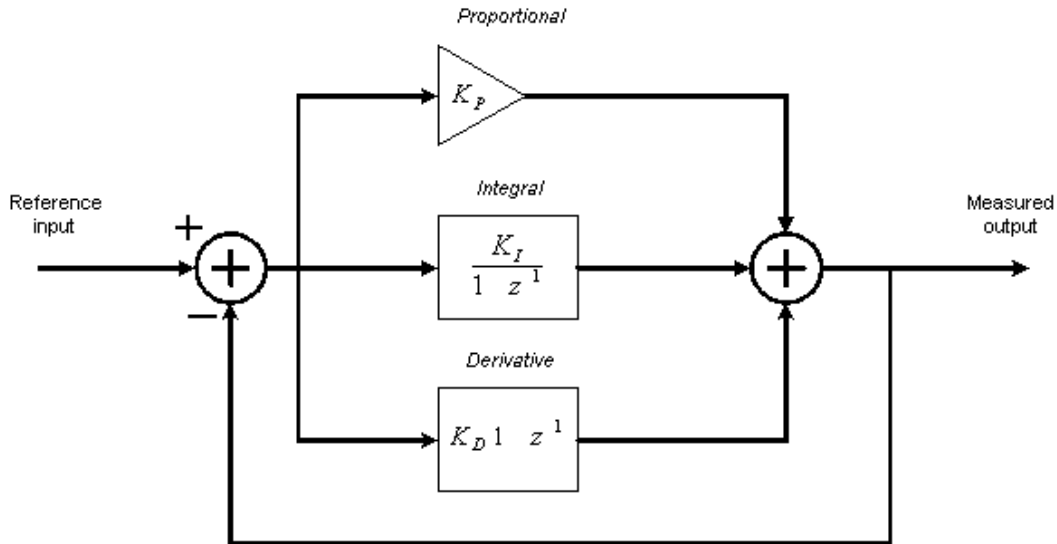 Proportional
K_P
Integral
Reference
input
Measured
output
+
K_I
1 z^1
+
+
−
Derivative
K_D 1 z^1